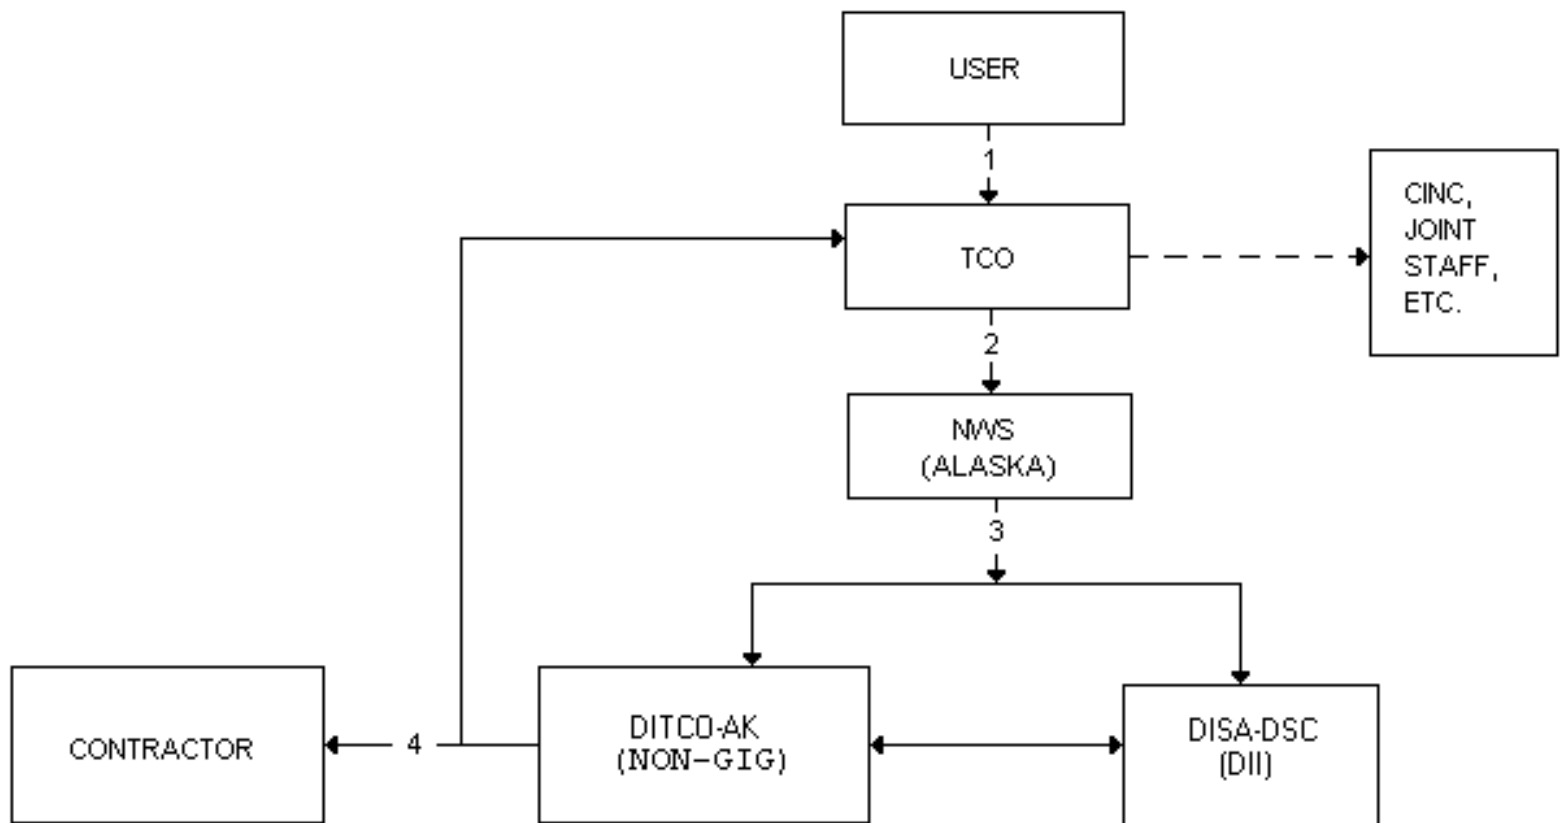 USER
1
CINC,
JOINT
STAFF,
ETC.
TCO
2
NWS
(ALASKA)
3
DITCO-AK
(NON-GIG)
DISA-DSC
(DII)
CONTRACTOR
4